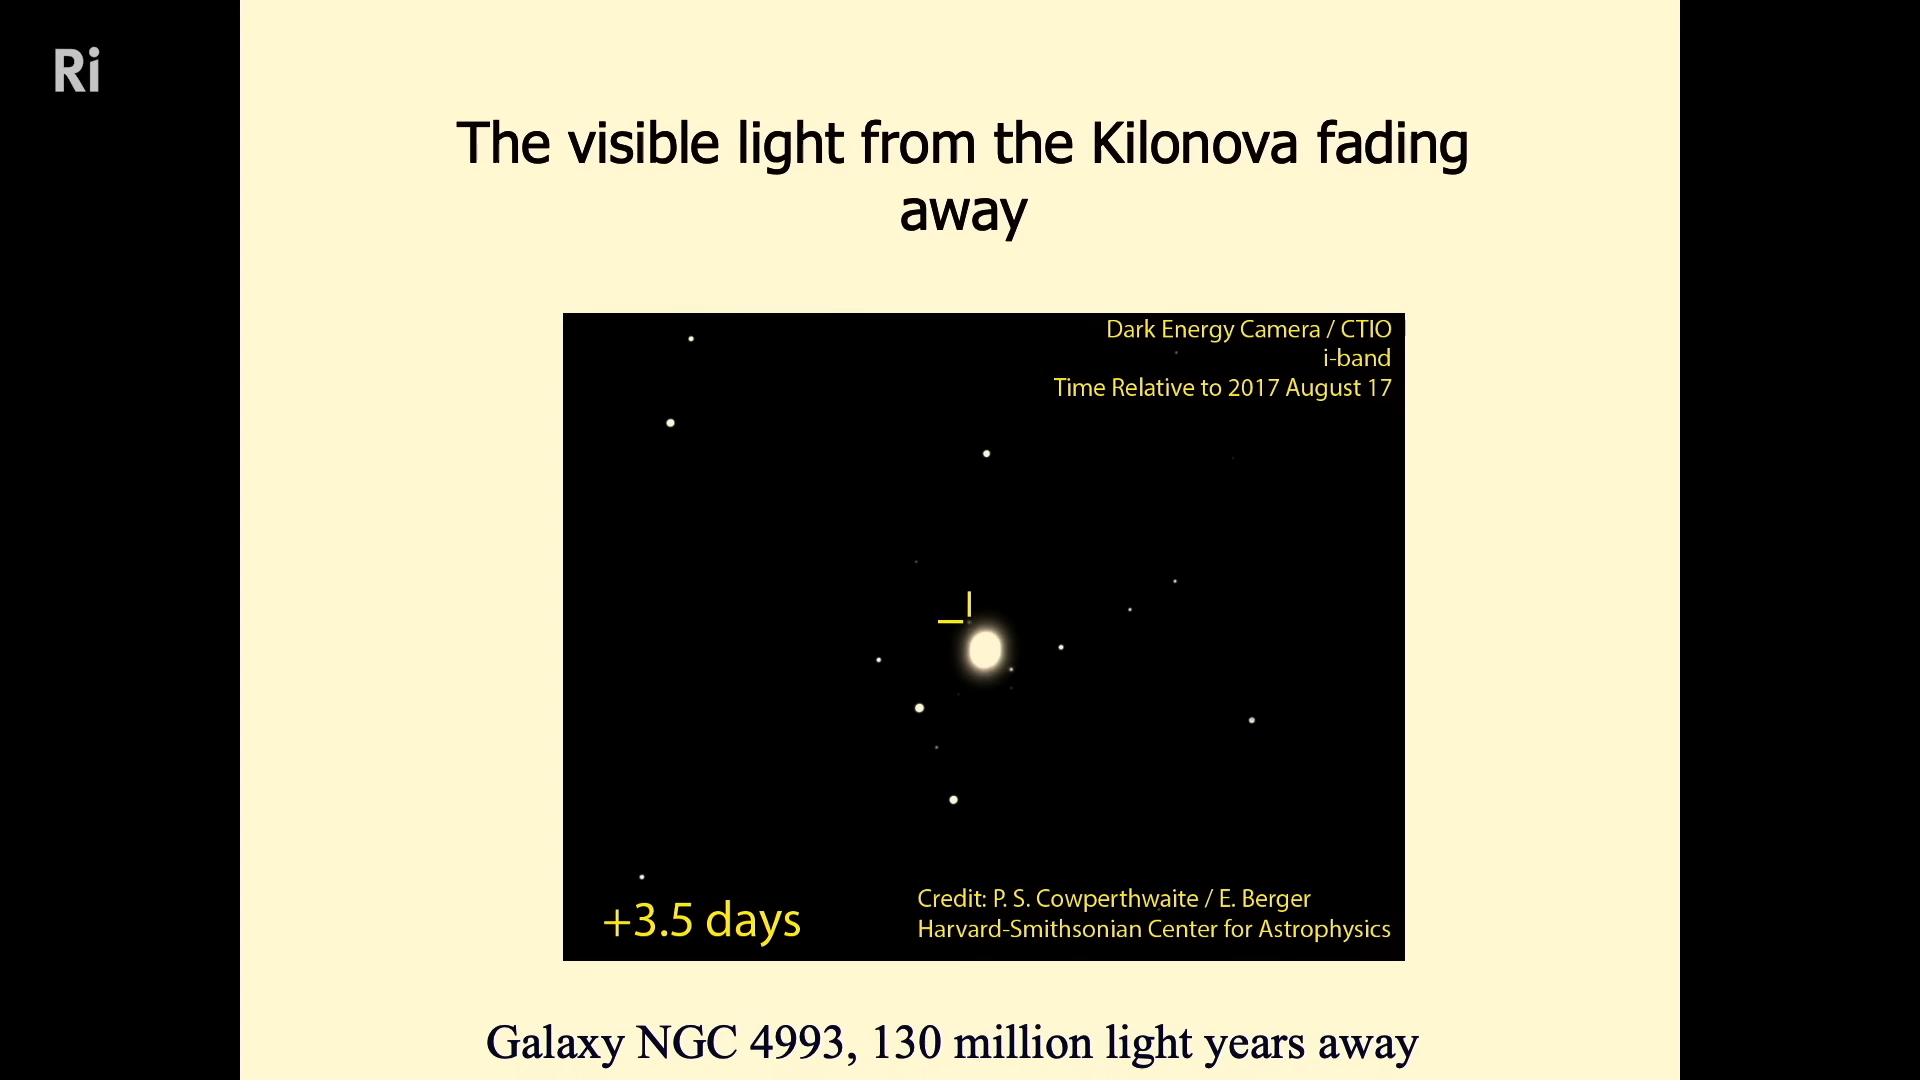 Ri
The visible light from the Kilonova fading
away
Dark Energy Camera / CTIO
i-band
Time Relative to 2017 August 17
+3.5 days
Credit: P. S. Cowperthwaite / E. Berger
Harvard-Smithsonian Center for Astrophysics
Galaxy NGC 4993, 130 million light years away